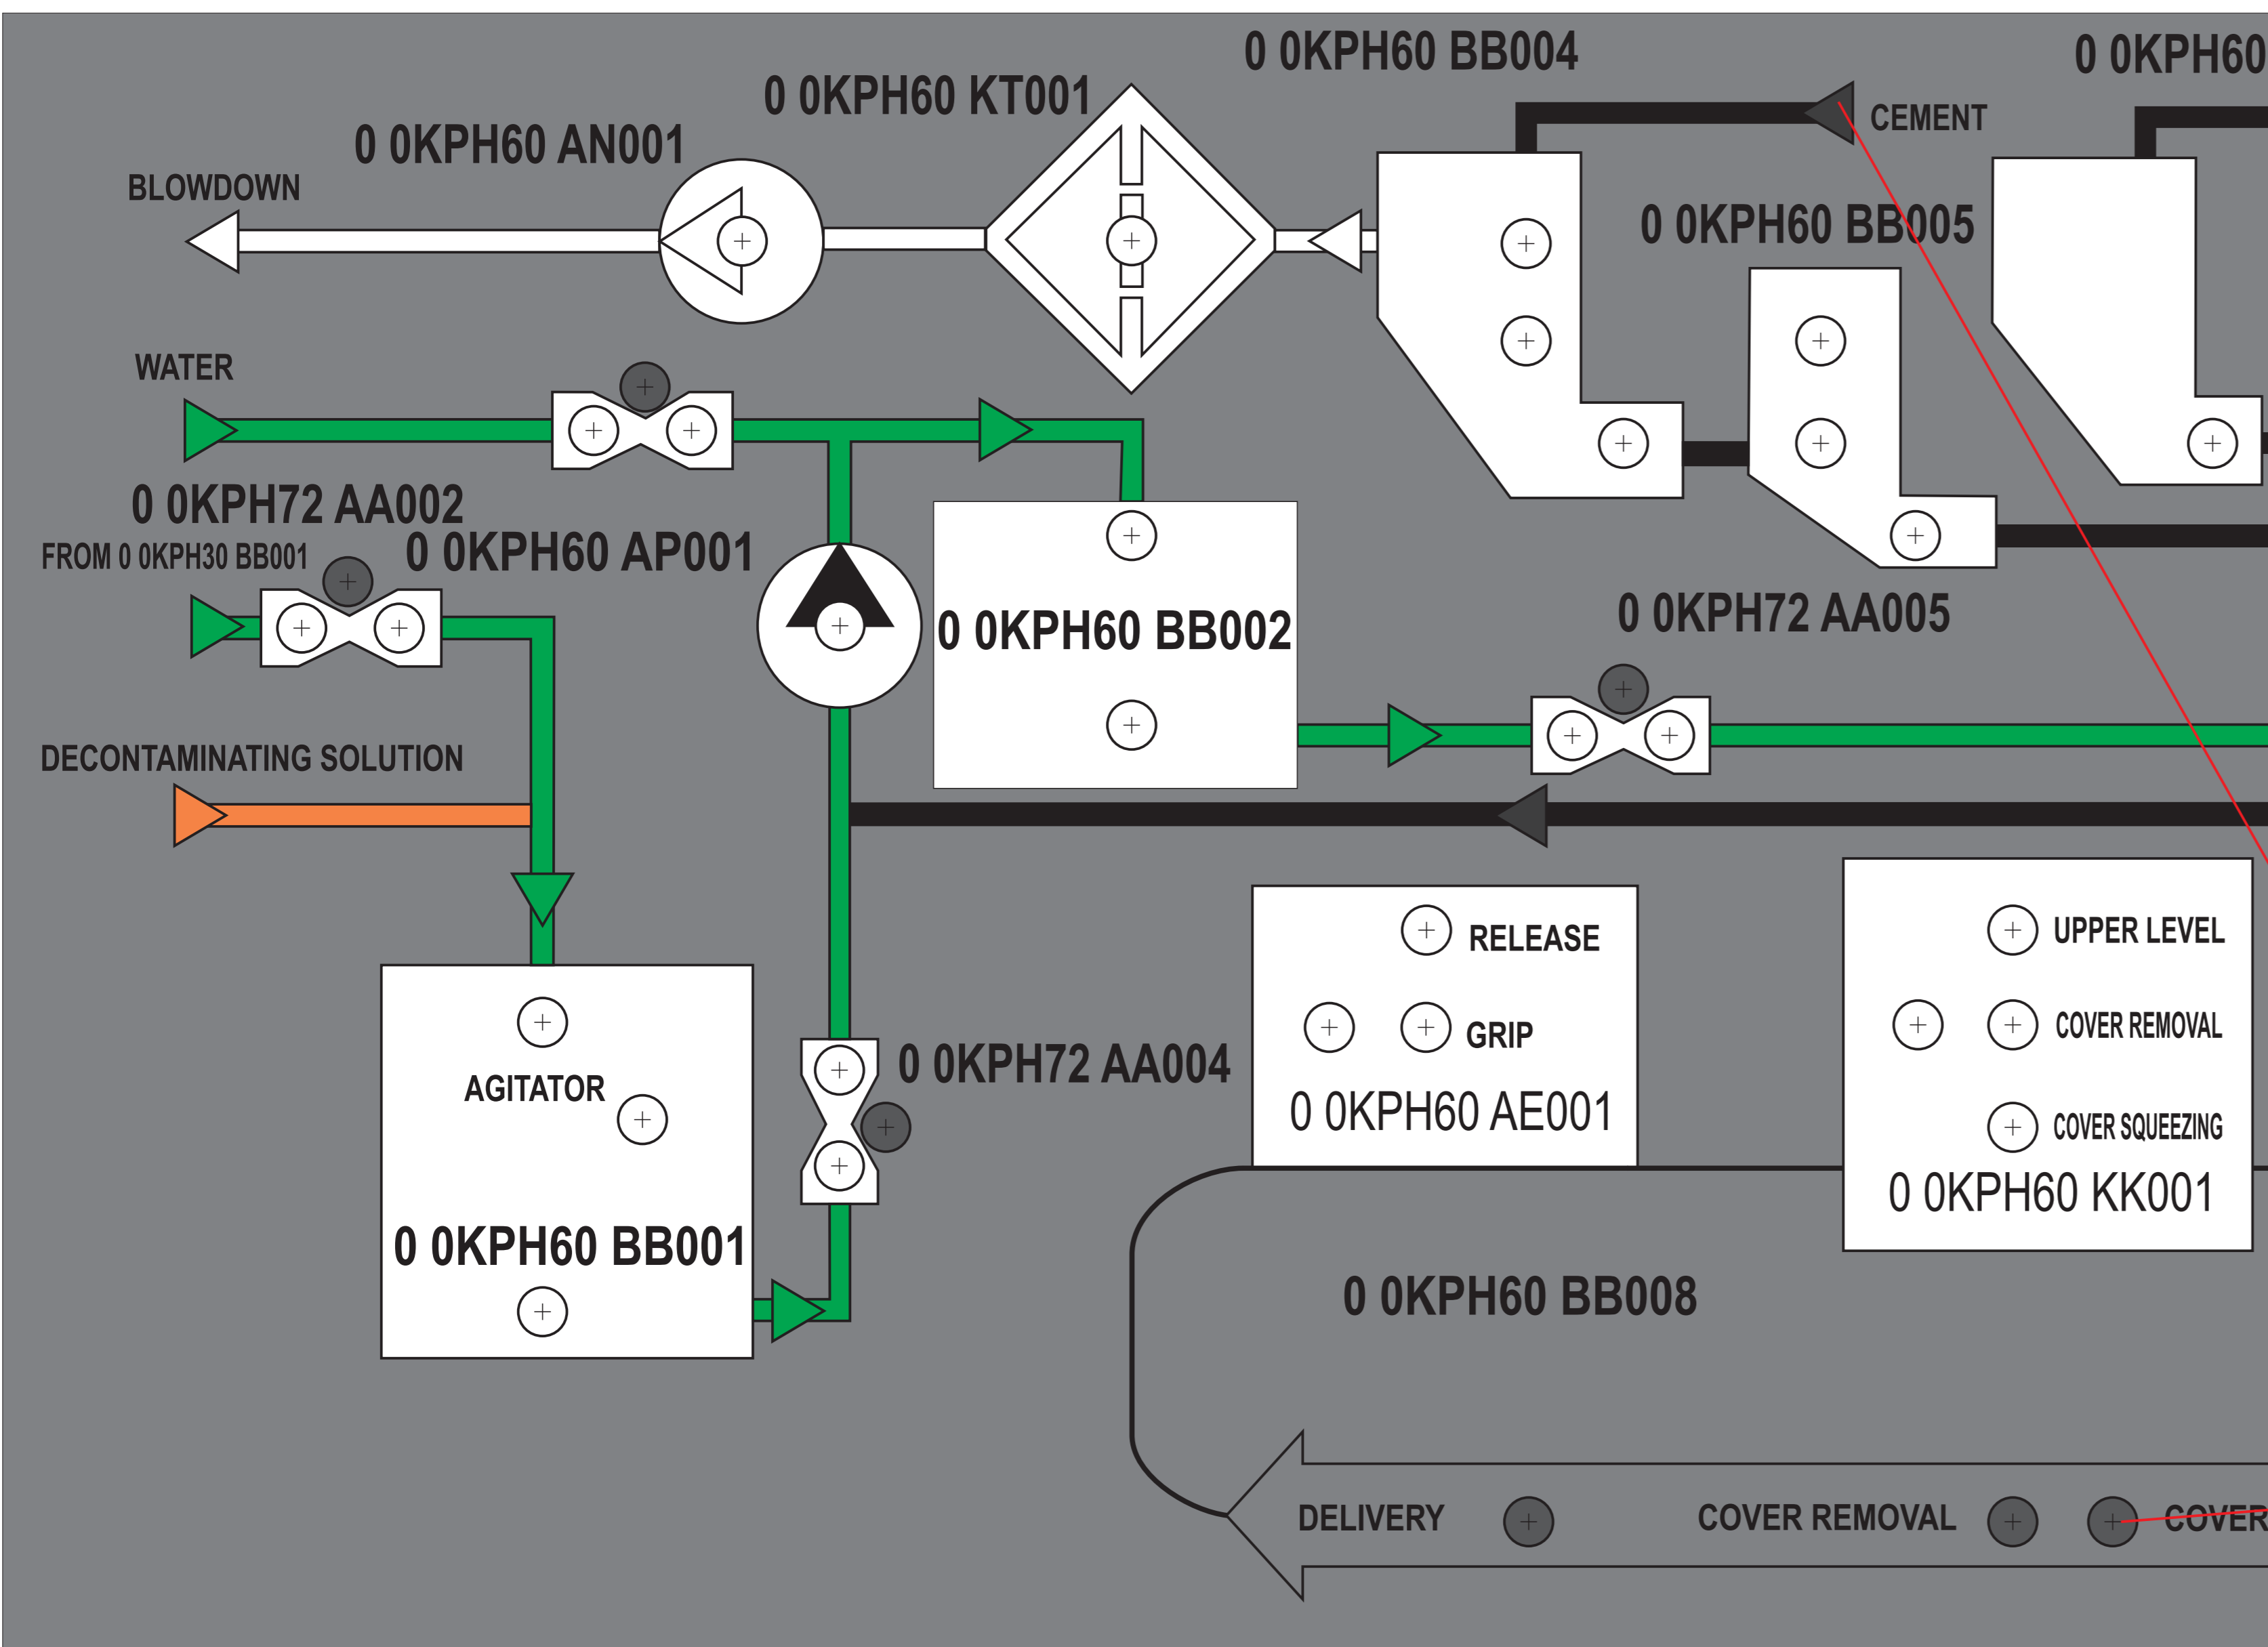 0 0KPH60 BB004
0 0KPH60
0 0KPH60 KT001
CEMENT
0 0KPH60 AN001
BLOWDOWN
0 0KPH60 BB005
WATER
0 0KPH72 AA002
FROM 0 0KPH30 BB001
0 0KPH60 AP001
0 0KPH60 BB002
0 0KPH72 AA005
DECONTAMINATING SOLUTION
RELEASE
UPPER LEVEL
GRIP
COVER REMOVAL
0 0KPH72 AA004
AGITATOR
0 0KPH60 AE001
COVER SQUEEZING
0 0KPH60 KK001
0 0KPH60 BB001
0 0KPH60 BB008
DELIVERY
COVER REMOVAL
COVER